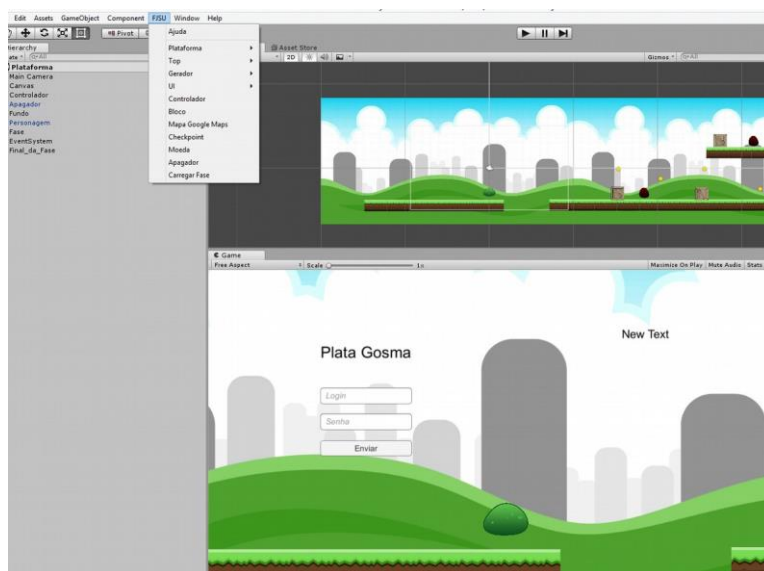 Edit Assets GameObject Component FJSU Window Help
Pivot
Hierarchy
All
Plataforma
Main Camera
Canvas
Controlador
Apagador
Fundo
Personagem
Fase
EventSystem
Final_da_Fase
Ajuda
Plataforma
Top
Gerador
UI
Controlador
Bloco
Mapa Google Maps
Checkpoint
Moeda
Apagador
Carregar Fase
Asset Store
2D
Gizmos
All
Game
Free Aspect
Scale
1x
Maximize On Play
Mute Audio
Stats
New Text
Plata Gosma
Login
Senha
Enviar